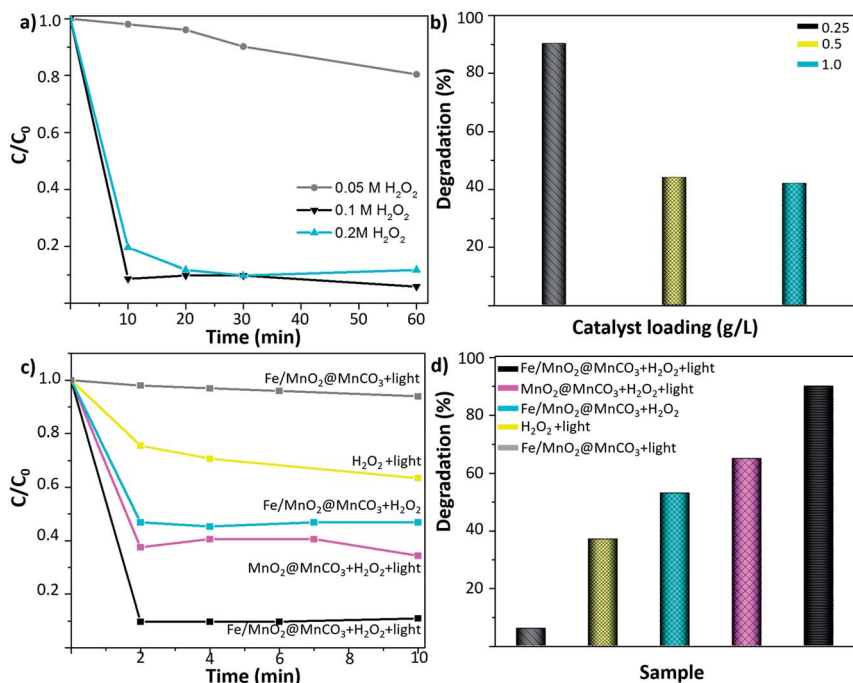 a)
C/C₀
1.0
0.8
0.6
0.4
0.2
0.05 M H₂O₂
0.1 M H₂O₂
0.2M H₂O₂
10
20
30
40
50
60
Time (min)
b)
Degradation (%)
100
80
60
40
20
0.25
0.5
1.0
Catalyst loading (g/L)
c)
C/C₀
1.0
0.8
0.6
0.4
0.2
Fe/MnO₂@MnCO₃+light
H₂O₂ +light
Fe/MnO₂@MnCO₃+H₂O₂
MnO₂@MnCO₃+H₂O₂+light
Fe/MnO₂@MnCO₃+H₂O₂+light
2
4
6
8
10
Time (min)
d)
Degradation (%)
100
80
60
40
20
Fe/MnO₂@MnCO₃+H₂O₂+light
MnO₂@MnCO₃+H₂O₂+light
Fe/MnO₂@MnCO₃+H₂O₂
H₂O₂ +light
Fe/MnO₂@MnCO₃+light
Sample